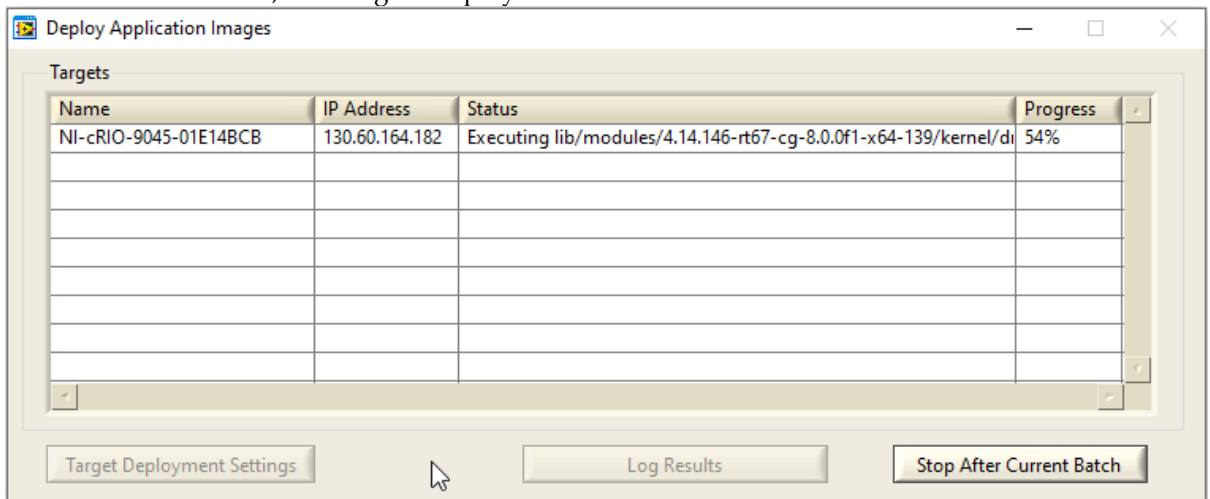 Deploy Application Images
Targets
Name IP Address Status Progress
NI-cRIO-9045-01E14BCB 130.60.164.182 Executing lib/modules/4.14.146-rt67-cg-8.0.0f1-x64-139/kernel/ 54%
Target Deployment Settings Log Results Stop After Current Batch